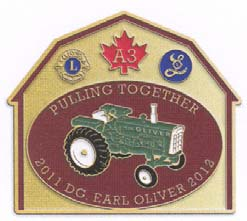 L
A3
PULLING TOGETHER
OLIVER
2011 DG. EARL OLIVER 2012